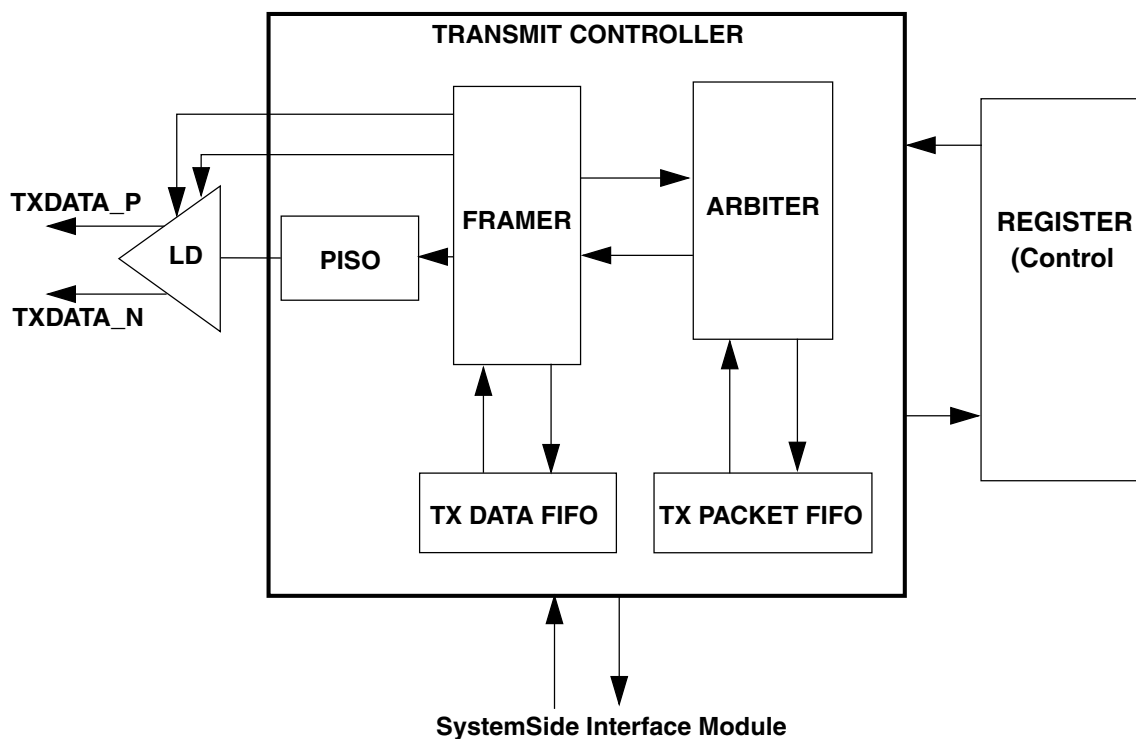 TRANSMIT CONTROLLER
TXDATA_P
LD
TXDATA_N
PISO
FRAMER
ARBITER
REGISTER
(Control
TX DATA FIFO
TX PACKET FIFO
SystemSide Interface Module